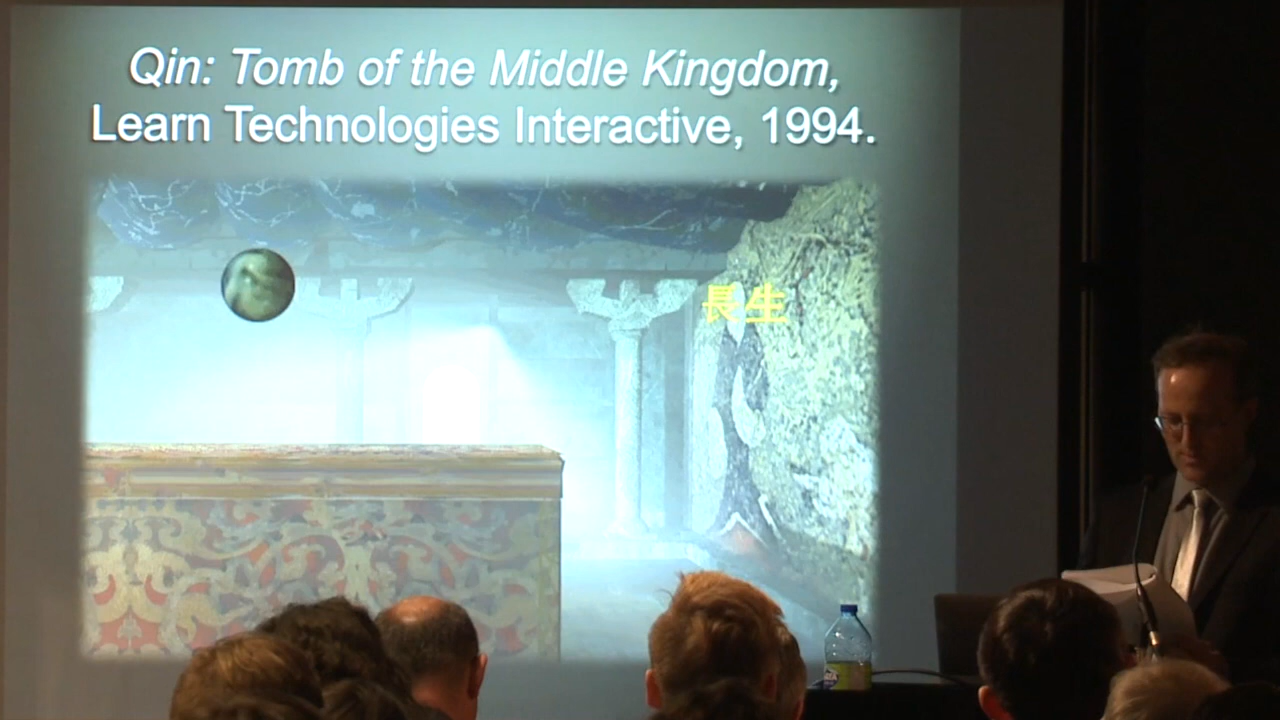 Qin: Tomb of the Middle Kingdom,
Learn Technologies Interactive, 1994.
長生